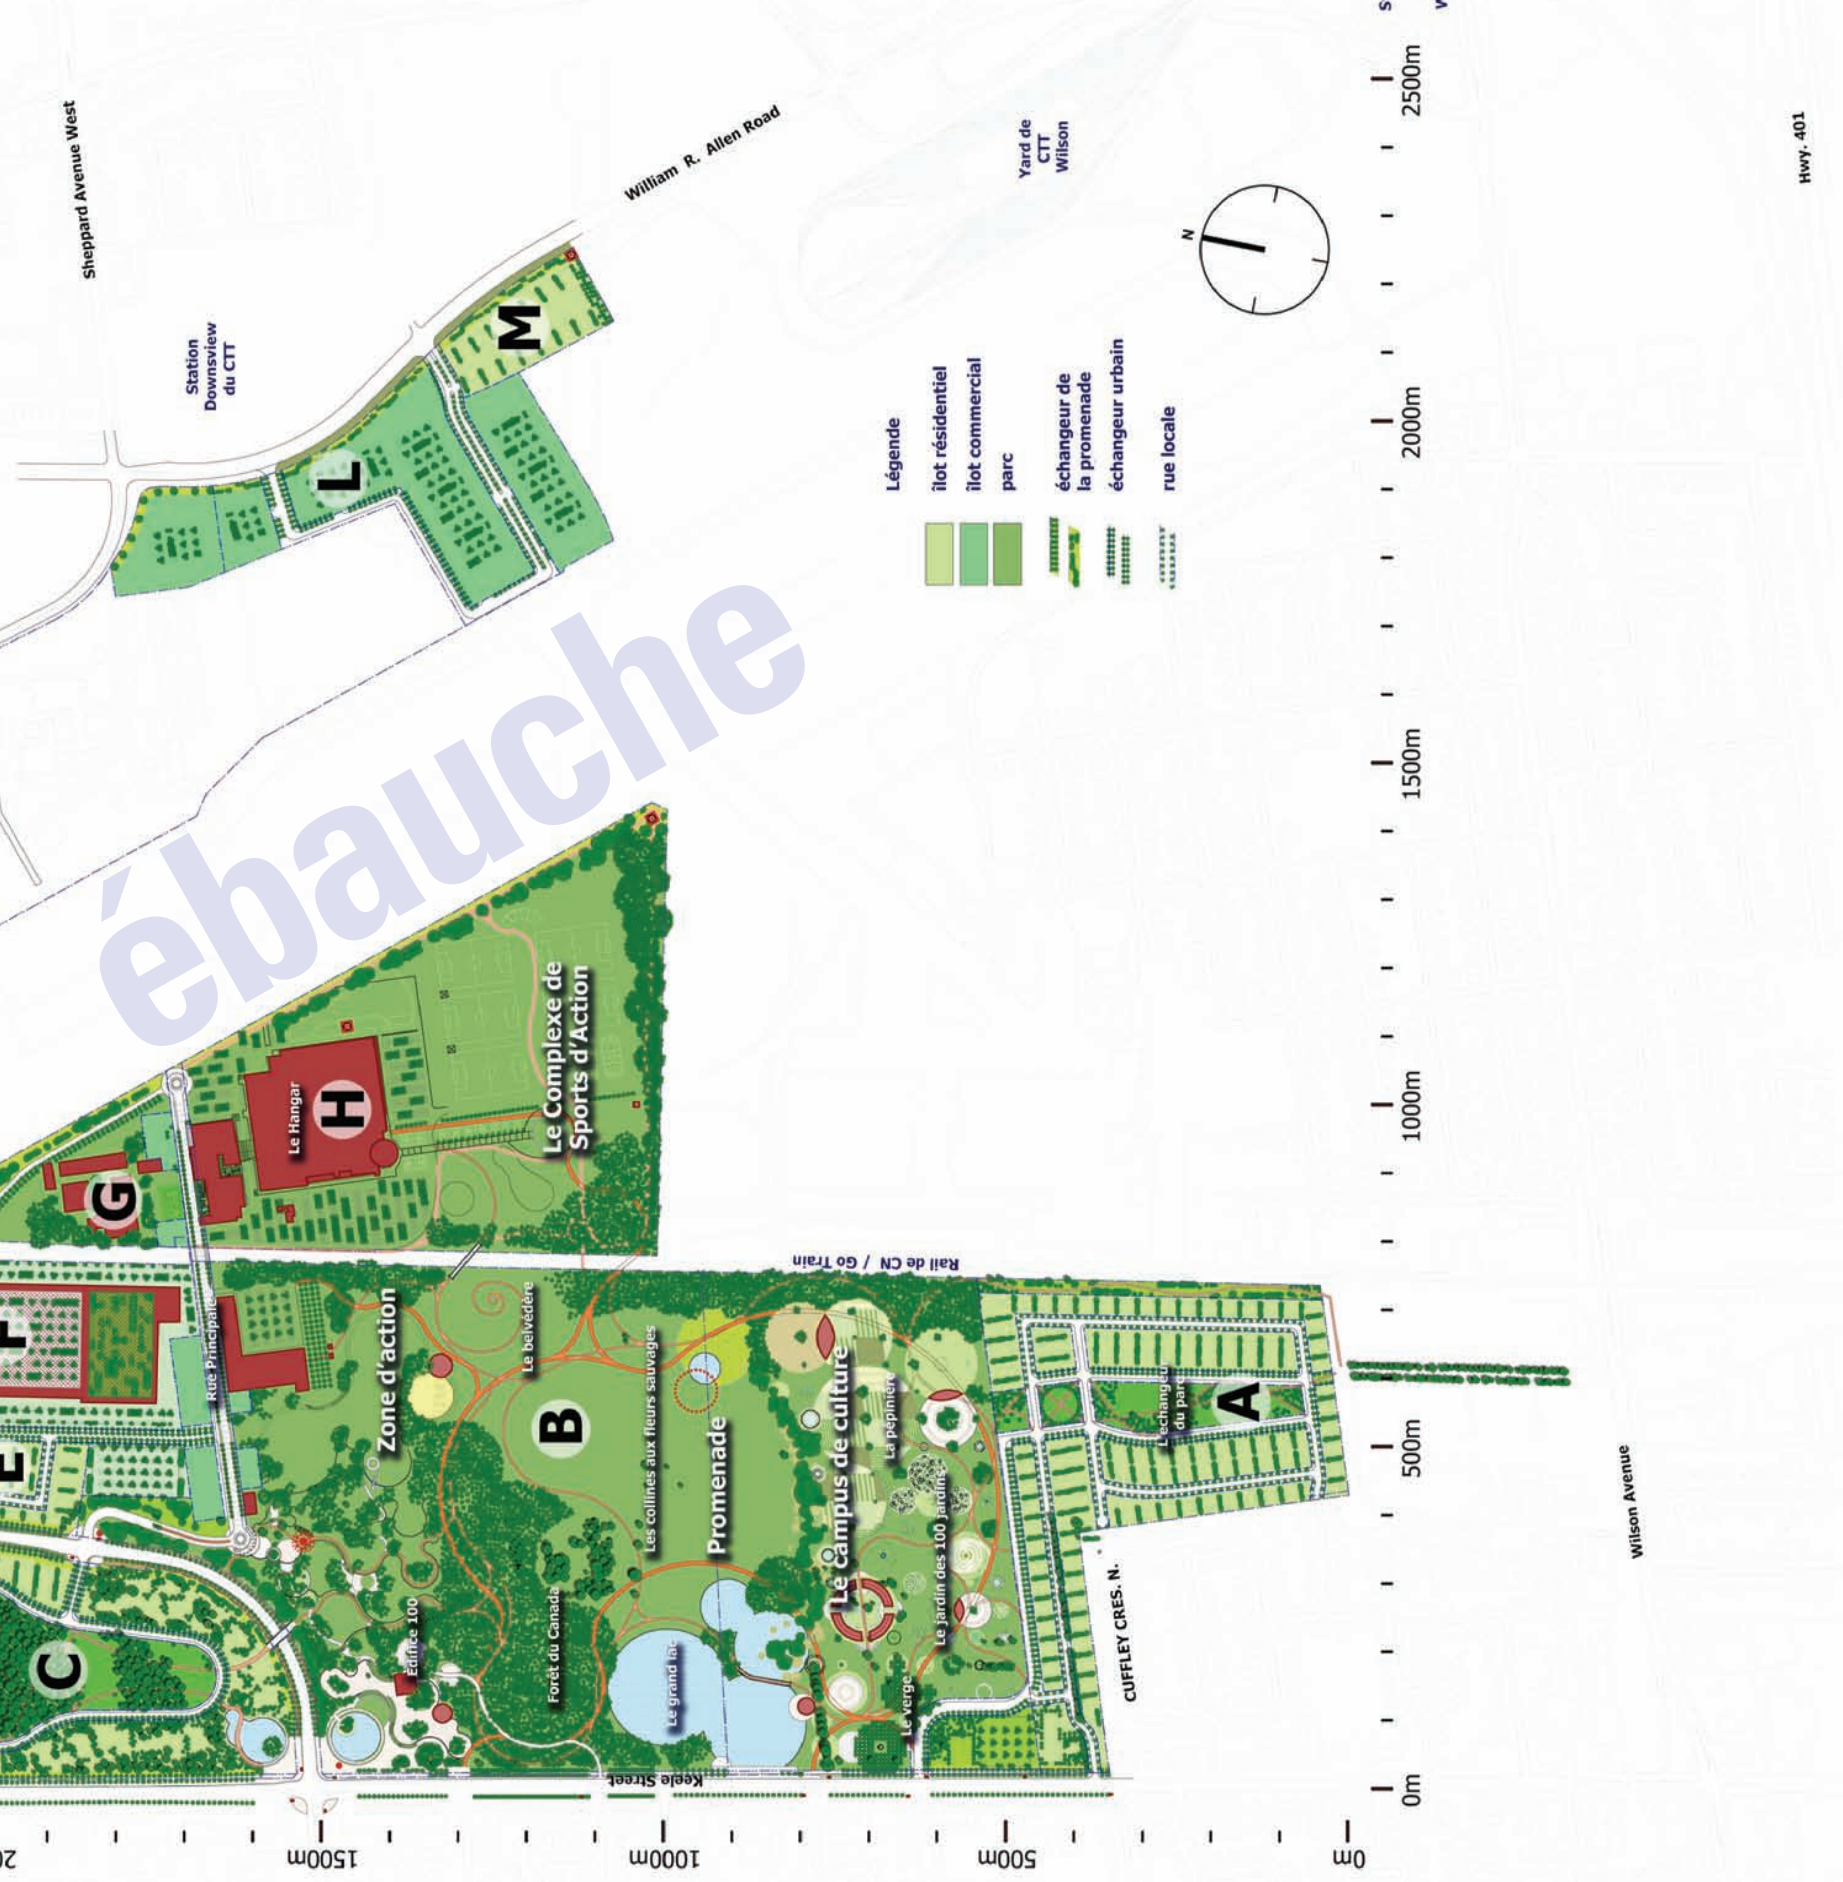 Sheppard Avenue West
Station
Downsview
du CTT
William R. Allen Road
Yard de
CTT
Wilson
Hwy. 401
N
L
M
Légende
îlot résidentiel
îlot commercial
parc
échangeur de
la promenade
échangeur urbain
rue locale
ébauche
G
Le Hangar
H
Le Complexe de
Sports d'Action
Rail de CN / Go Train
F
E
Rue Principale
Zone d'action
Le belvédère
B
Les collines aux fleurs sauvages
Promenade
Le campus de culture
La pépinière
Le jardin des 100 jardins
L'échangeur
du parc
A
C
Édifice 100
Forêt du Canada
Le grand lac
Le verger
Keele Street
CUFFLEY CRES. N.
Wilson Avenue
0m
500m
1000m
1500m
2000m
2500m
0m
500m
1000m
1500m
20
S